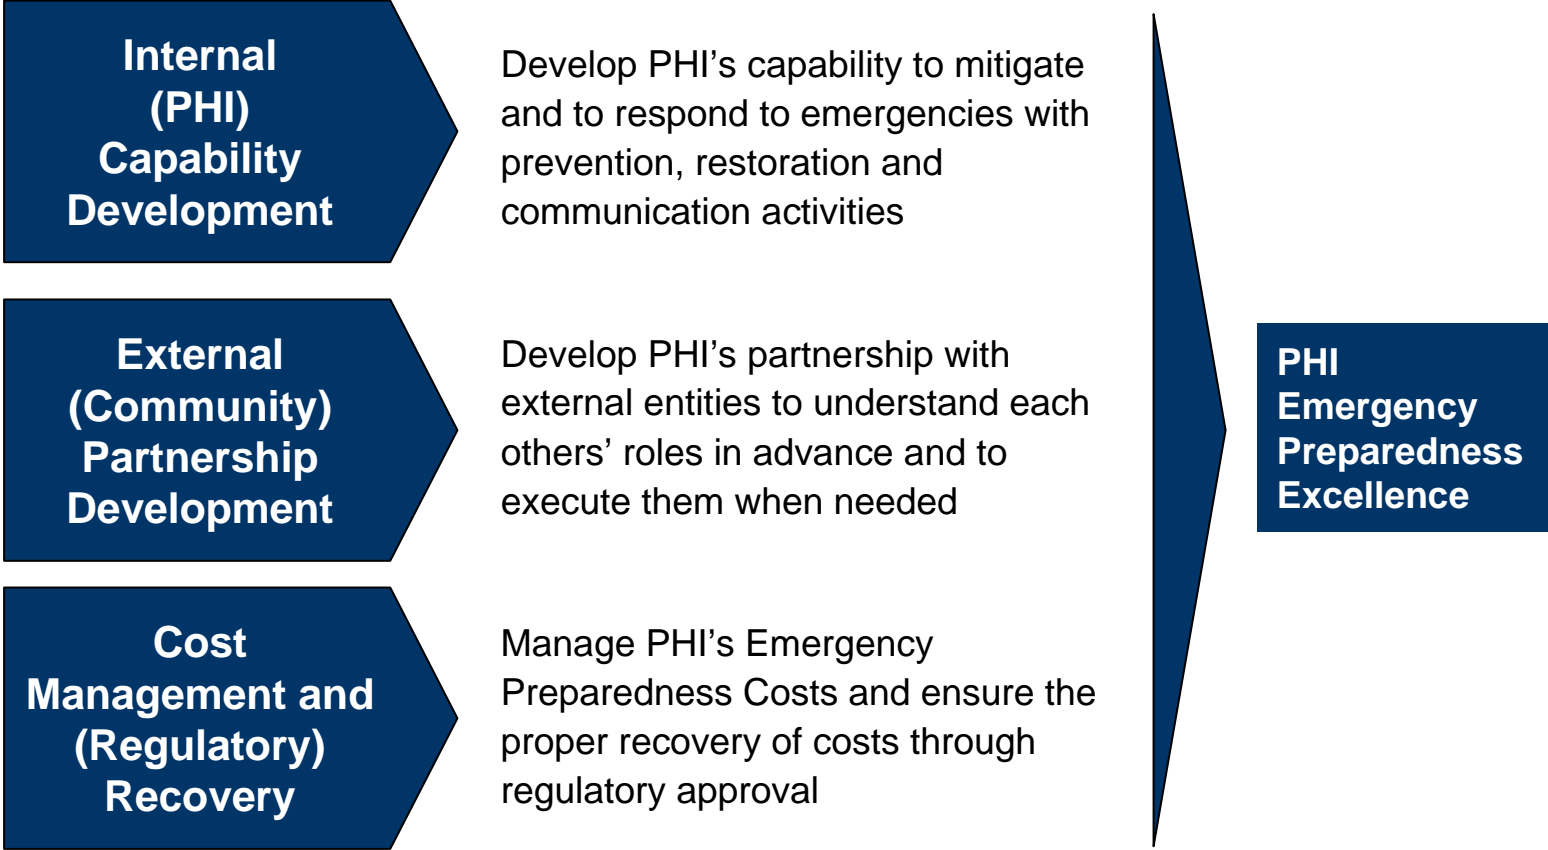 Internal
(PHI)
Capability
Development
Develop PHI’s capability to mitigate
and to respond to emergencies with
prevention, restoration and
communication activities
External
(Community)
Partnership
Development
Develop PHI’s partnership with
external entities to understand each
others’ roles in advance and to
execute them when needed
Cost
Management and
(Regulatory)
Recovery
Manage PHI’s Emergency
Preparedness Costs and ensure the
proper recovery of costs through
regulatory approval
PHI
Emergency
Preparedness
Excellence